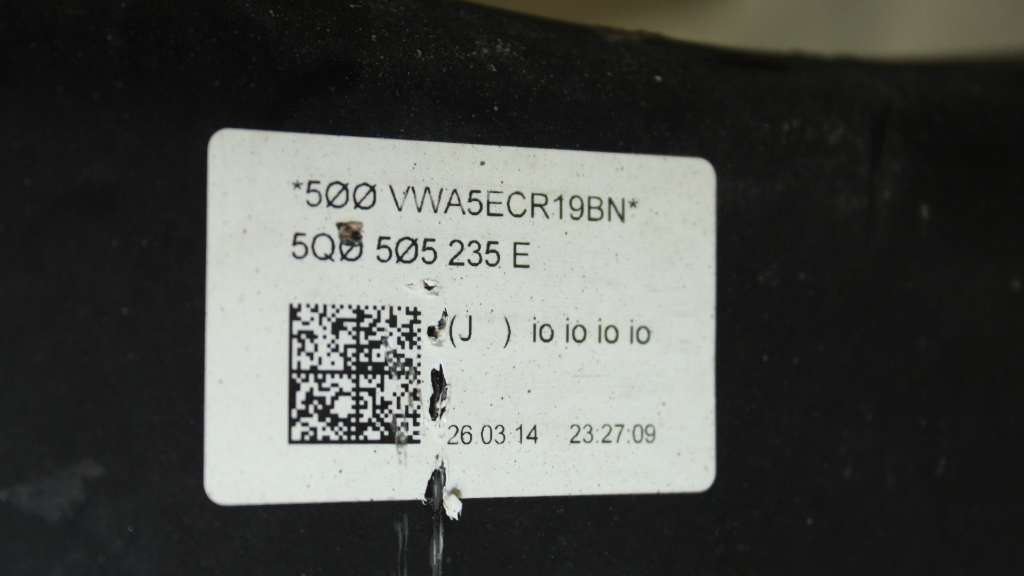 *5ØØ VWA5ECR19BN*
5QØ 5Ø5 235 E
(J ) io io io io
26.03.14 23:27:09